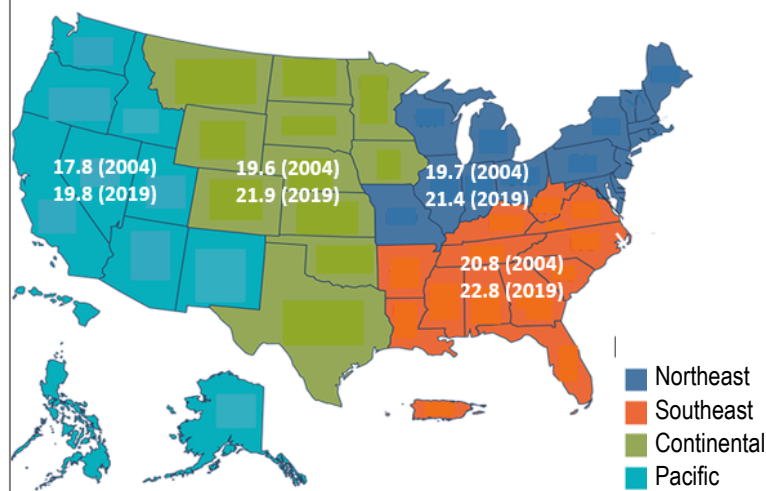 17.8 (2004)
19.8 (2019)
19.6 (2004)
21.9 (2019)
19.7 (2004)
21.4 (2019)
20.8 (2004)
22.8 (2019)
Northeast
Southeast
Continental
Pacific